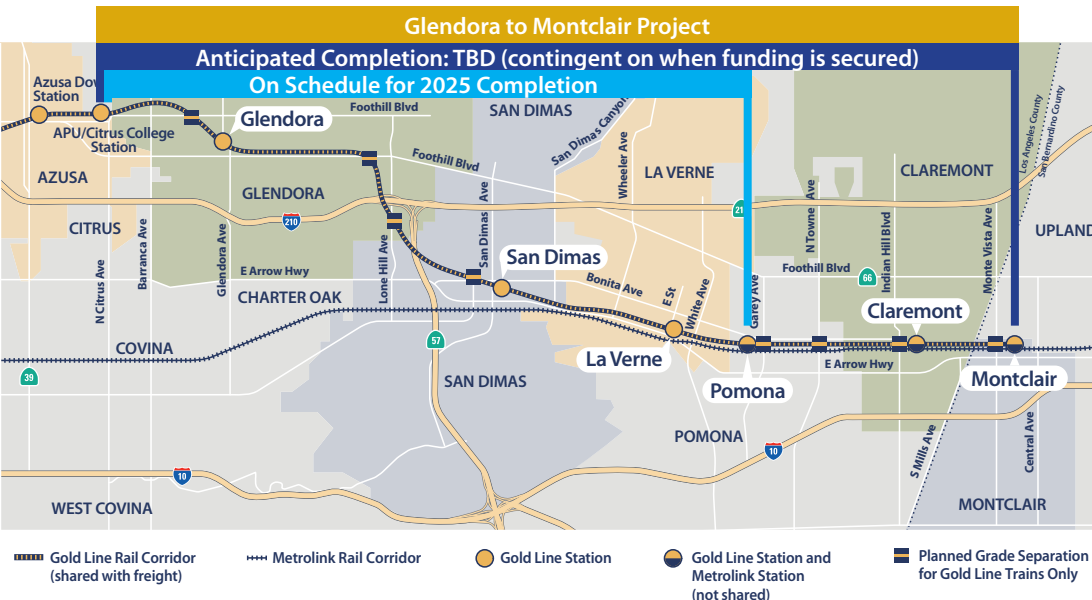 Glendora to Montclair Project
Anticipated Completion: TBD (contingent on when funding is secured)
On Schedule for 2025 Completion
Azusa
Station
APU/Citrus College
Station
Glendora
Foothill Blvd
SAN DIMAS
San Dimas Canyon
Foothill Blvd
Wheeler Ave
LA VERNE
CLAREMONT
Los Angeles County
San Bernardino County
AZUSA
GLENDORA
210
21
CITRUS
UPLAND
N Citrus Ave
Barranca Ave
Glendora Ave
Lone Hill Ave
San Dimas Ave
N Towne Ave
Indian Hill Blvd
Monte Vista Ave
San Dimas
E Arrow Hwy
Bonita Ave
Foothill Blvd
66
CHARTER OAK
E St
White Ave
Garey Ave
Claremont
COVINA
57
La Verne
E Arrow Hwy
39
SAN DIMAS
Pomona
Montclair
POMONA
10
10
S Mills Ave
Central Ave
WEST COVINA
MONTCLAIR
Gold Line Rail Corridor
(shared with freight)
Metrolink Rail Corridor
Gold Line Station
Gold Line Station and
Metrolink Station
(not shared)
Planned Grade Separation
for Gold Line Trains Only